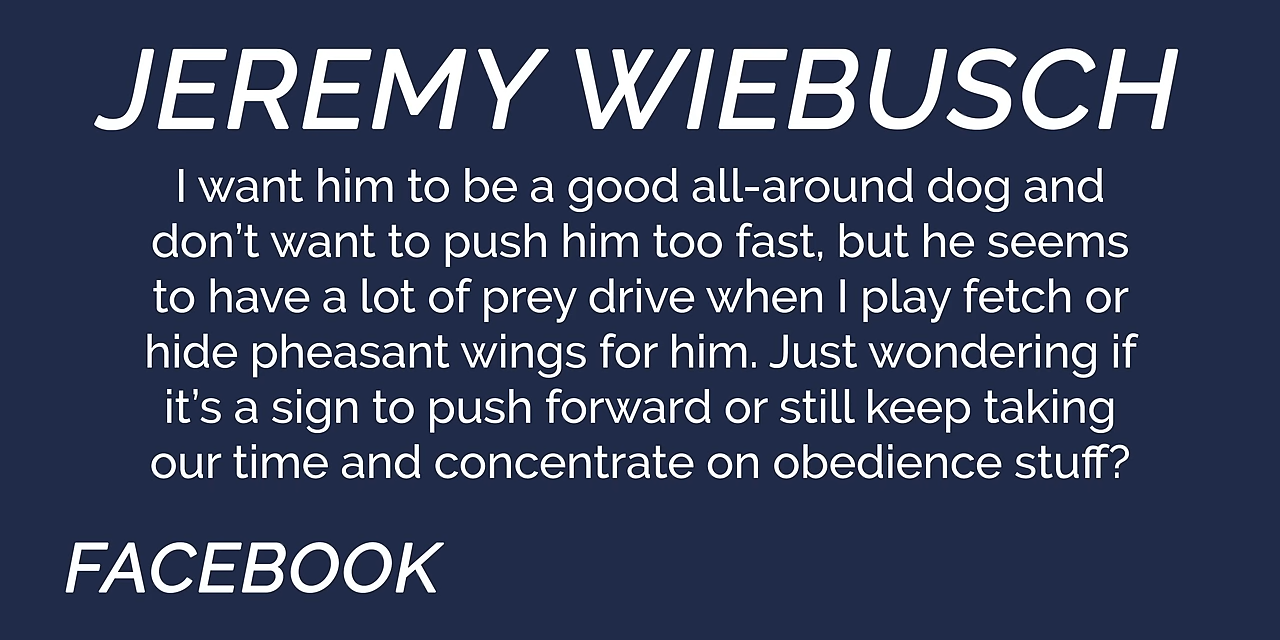 JEREMY WIEBUSCH
I want him to be a good all-around dog and
don’t want to push him too fast, but he seems
to have a lot of prey drive when I play fetch or
hide pheasant wings for him. Just wondering if
it’s a sign to push forward or still keep taking
our time and concentrate on obedience stuff?
FACEBOOK